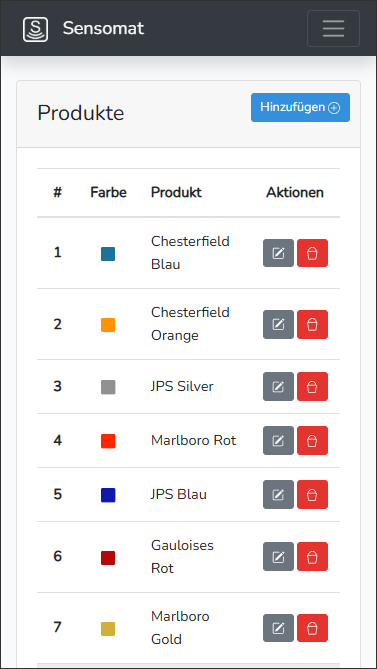 S Sensomat
Produkte
Hinzufügen
# Farbe Produkt Aktionen
1 Chesterfield
Blau
2 Chesterfield
Orange
3 JPS Silver
4 Marlboro Rot
5 JPS Blau
6 Gauloises
Rot
7 Marlboro
Gold